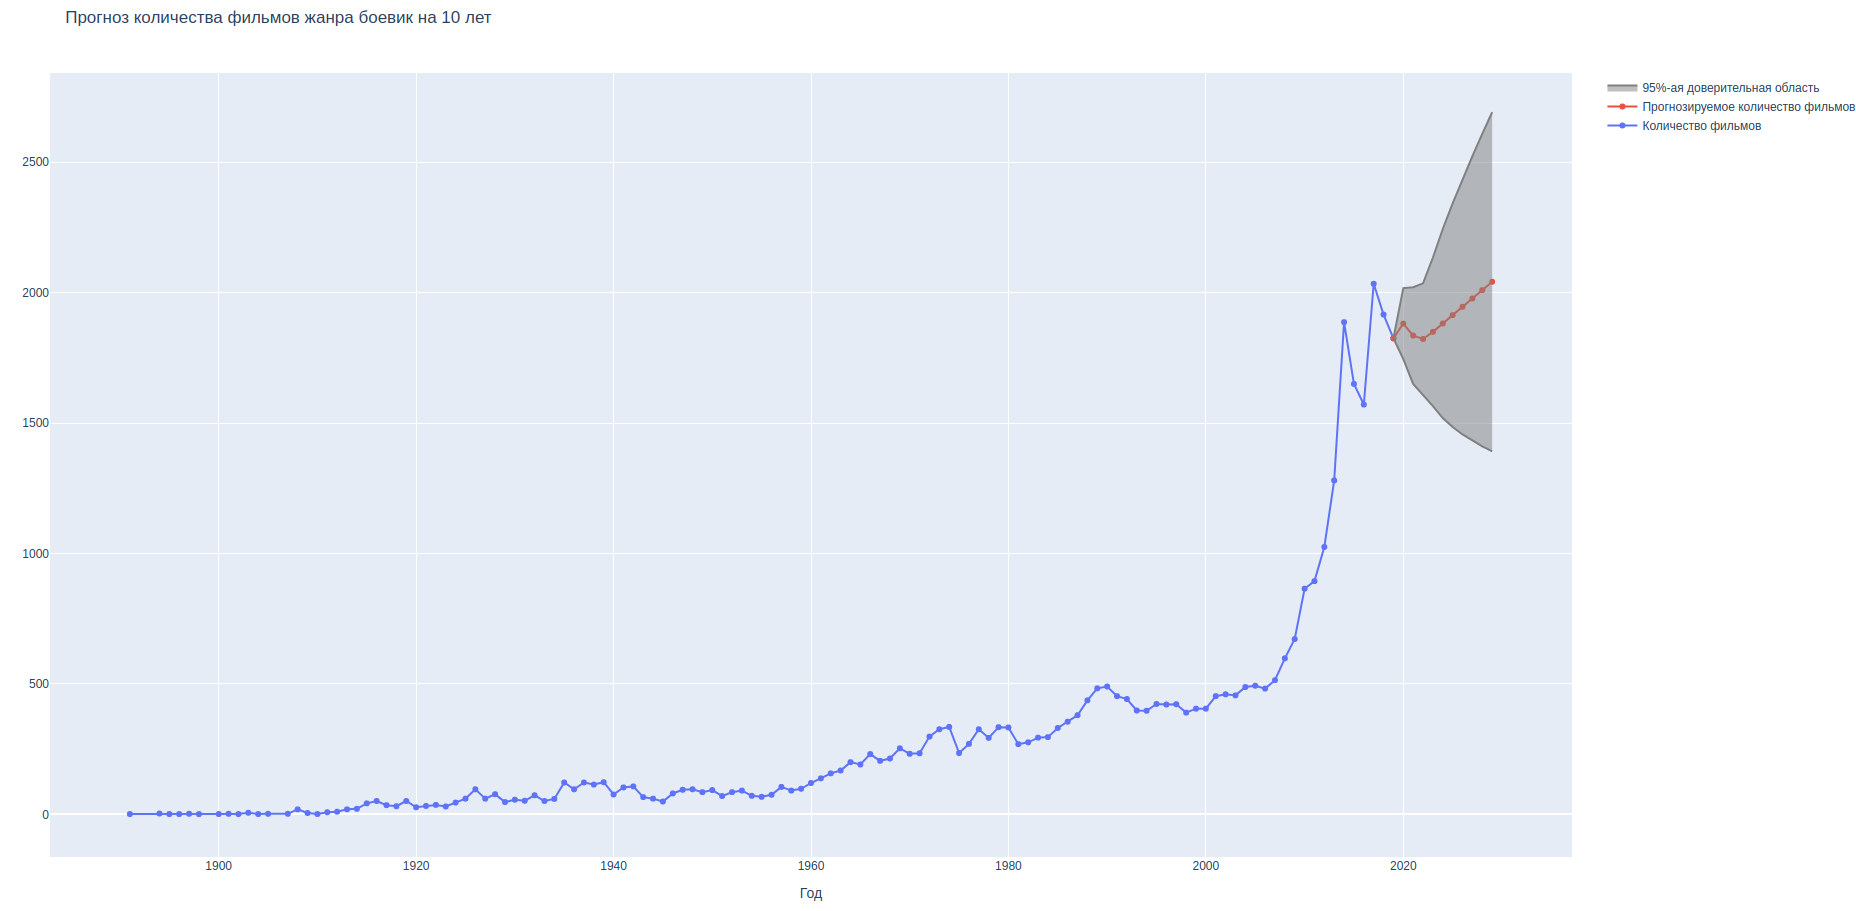 Прогноз количества фильмов жанра боевик на 10 лет
95%-ая доверительная область
Прогнозируемое количество фильмов
Количество фильмов
2500
2000
1500
1000
500
0
1900 1920 1940 1960 1980 2000 2020
Год